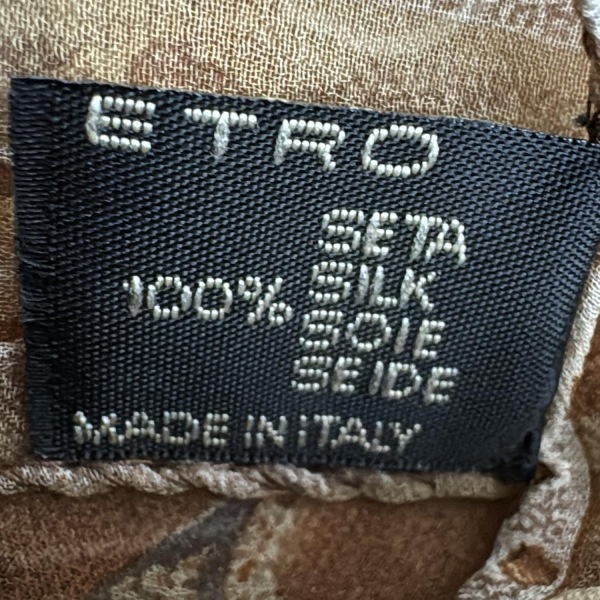 ETRO
SETA
SILK
100%
SOIE
SEIDE
MADE IN ITALY